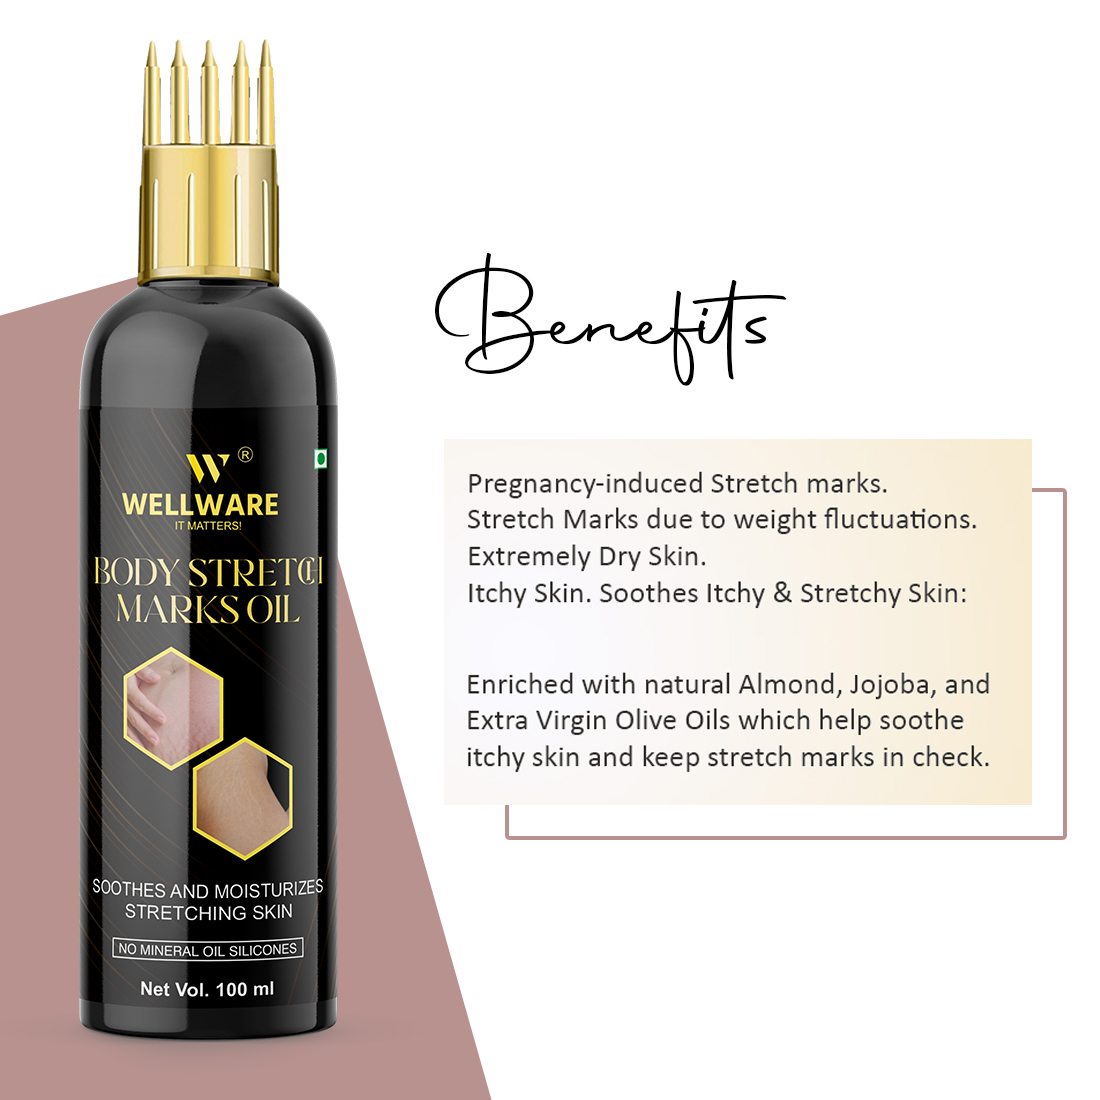 W ®
WELLWARE
IT MATTERS!
BODY STRETCH
MARKS OIL
SOOTHES AND MOISTURIZES
STRETCHING SKIN
NO MINERAL OIL SILICONES
Net Vol. 100 ml
Benefits
Pregnancy-induced Stretch marks.
Stretch Marks due to weight fluctuations.
Extremely Dry Skin.
Itchy Skin. Soothes Itchy & Stretchy Skin:
Enriched with natural Almond, Jojoba, and
Extra Virgin Olive Oils which help soothe
itchy skin and keep stretch marks in check.